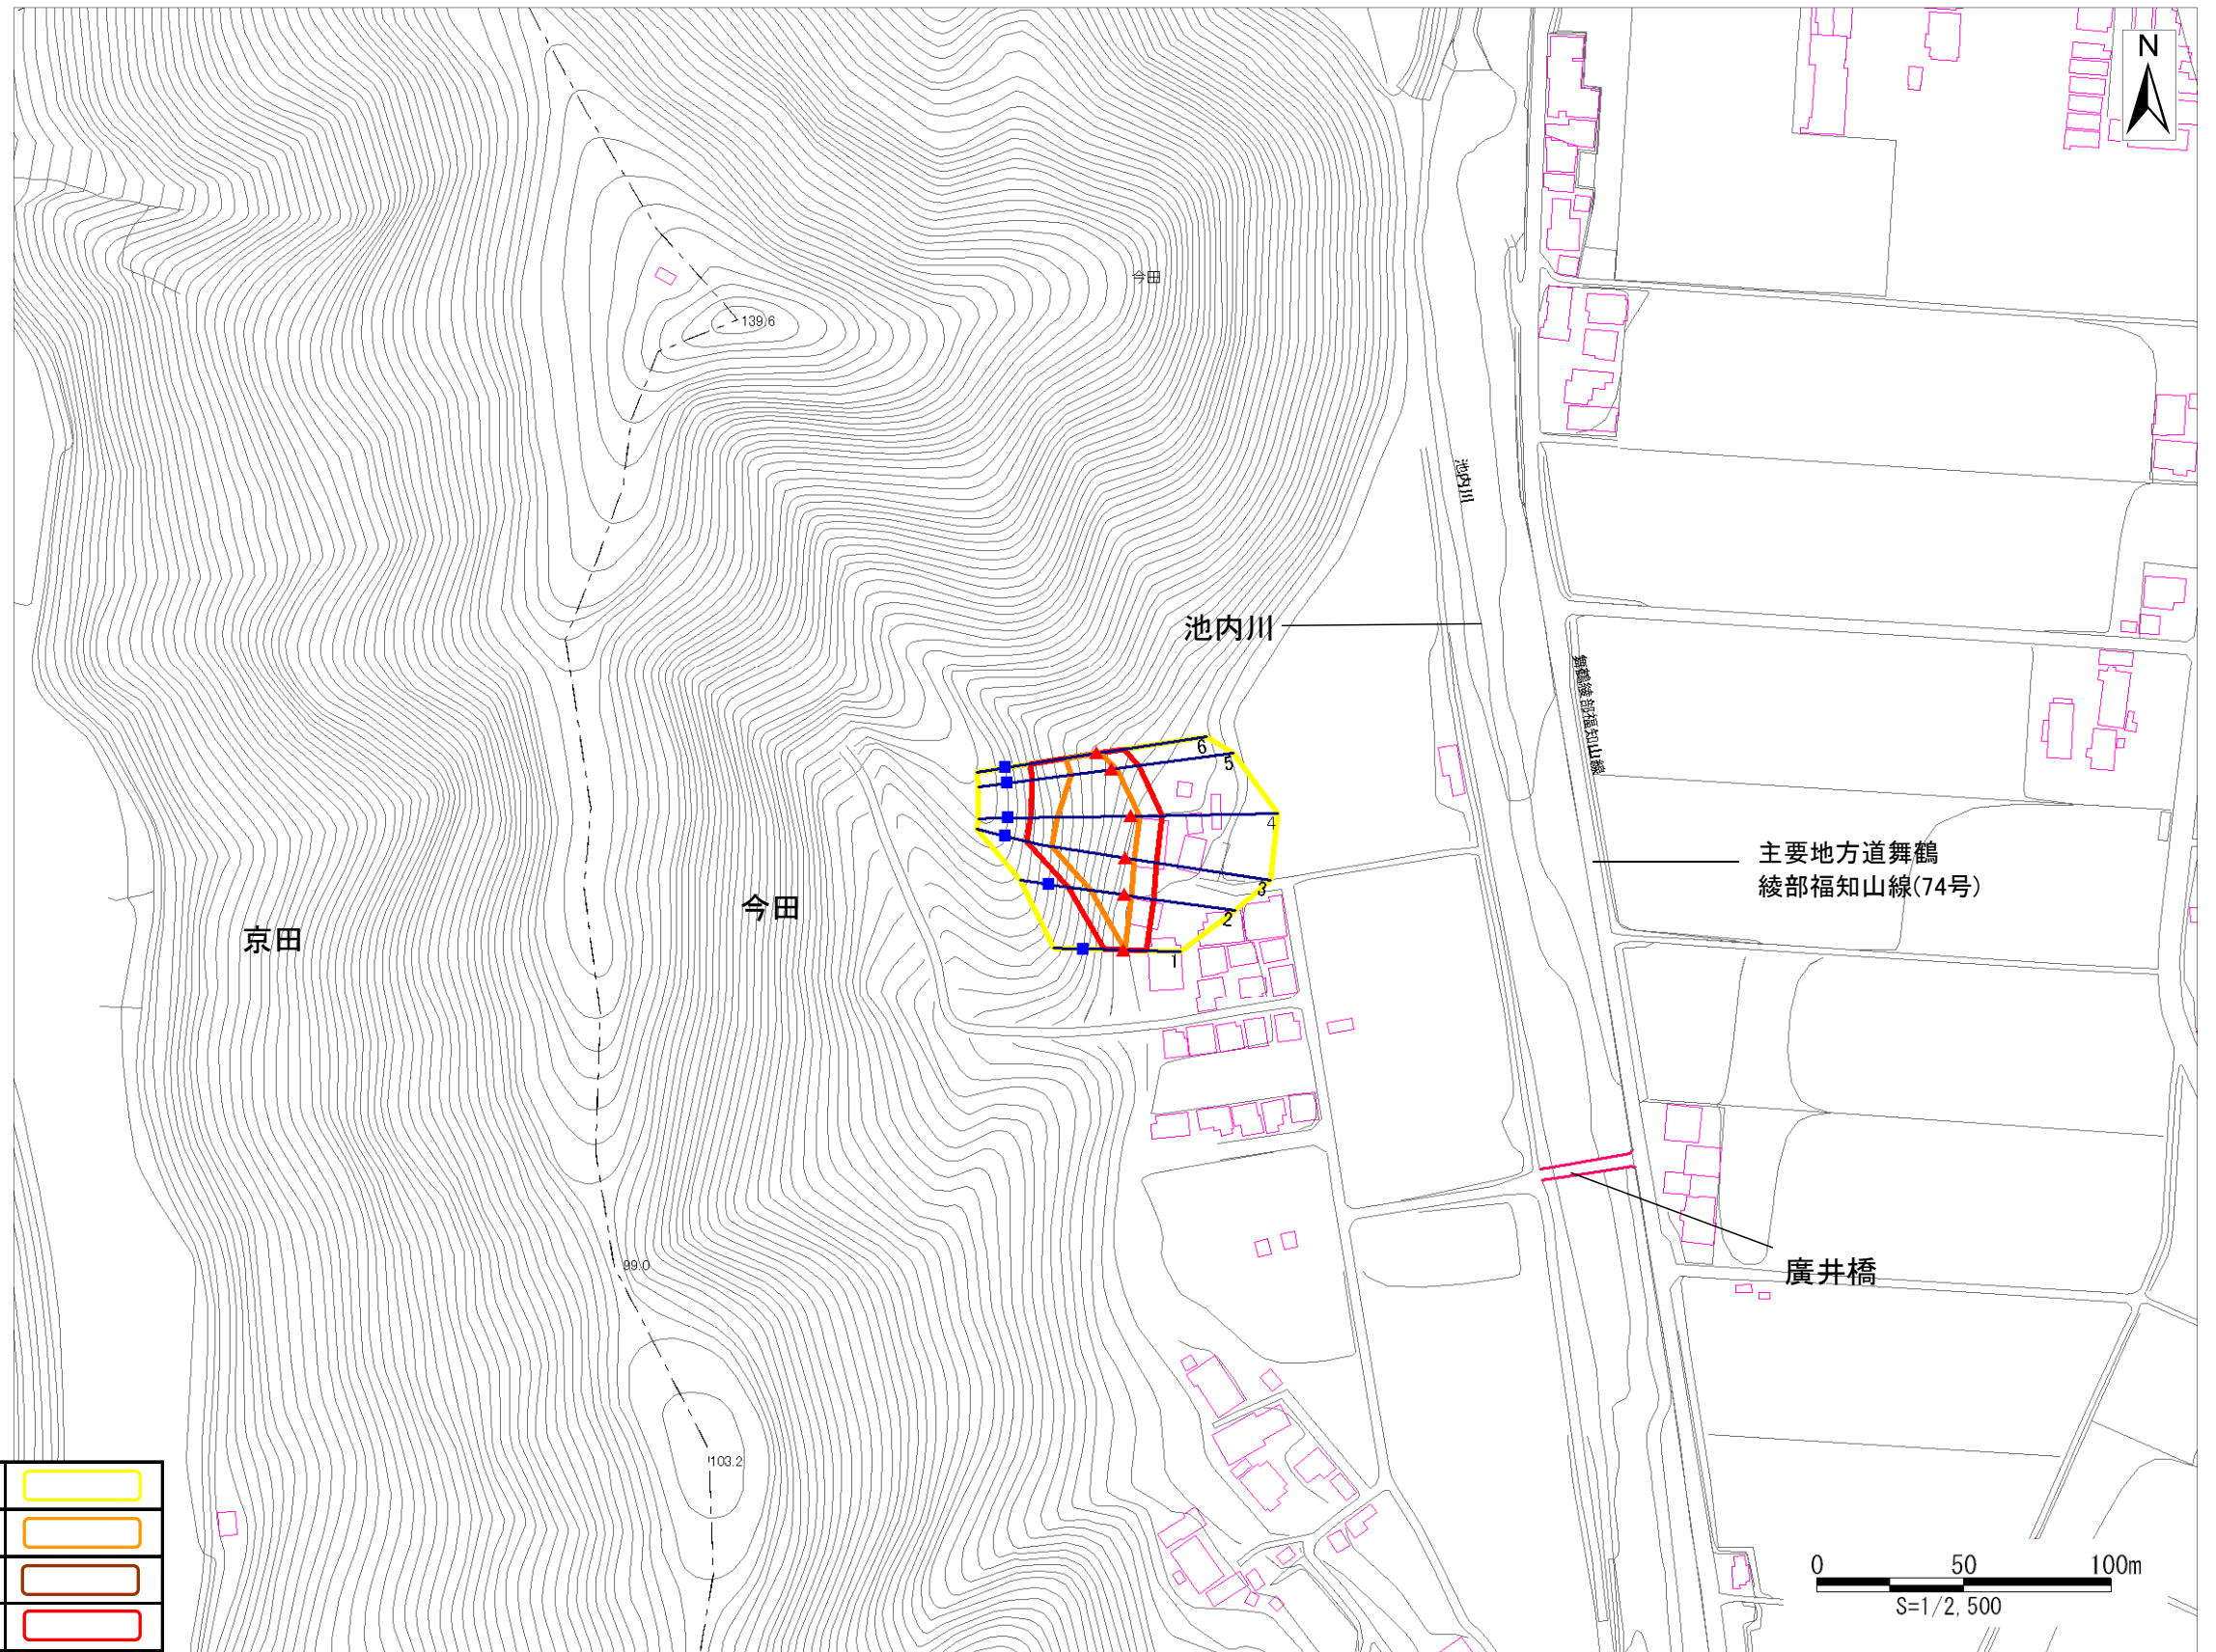 N
今田
139.6
池内川
池内川
舞鶴綾部福知山線
6
5
4
主要地方道舞鶴
綾部福知山線(74号)
3
今田
2
京田
1
99.0
廣井橋
103.2
0 50 100m
S=1/2,500